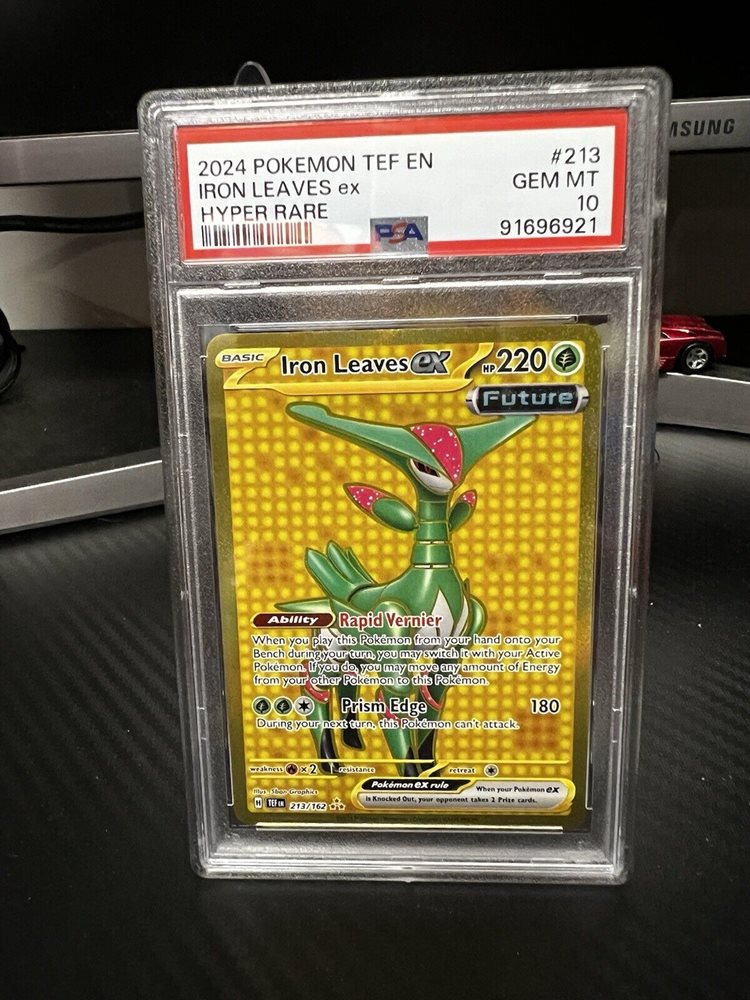 SAMSUNG
2024 POKEMON TEF EN #213
IRON LEAVES ex GEM MT
HYPER RARE 10
PSA 91696921
BASIC Iron Leaves ex HP 220
Future
Ability Rapid Vernier
When you play this Pokémon from your hand onto your
Bench during your turn, you may switch it with your Active
Pokémon. If you do, you may move any amount of Energy
from your other Pokémon to this Pokémon.
Prism Edge 180
During your next turn, this Pokémon can't attack.
weakness ×2 resistance retreat
Illus. 5ban Graphics
Pokémon ex rule When your Pokémon ex
is Knocked Out, your opponent takes 2 Prize cards.
H TEF EN 213/162